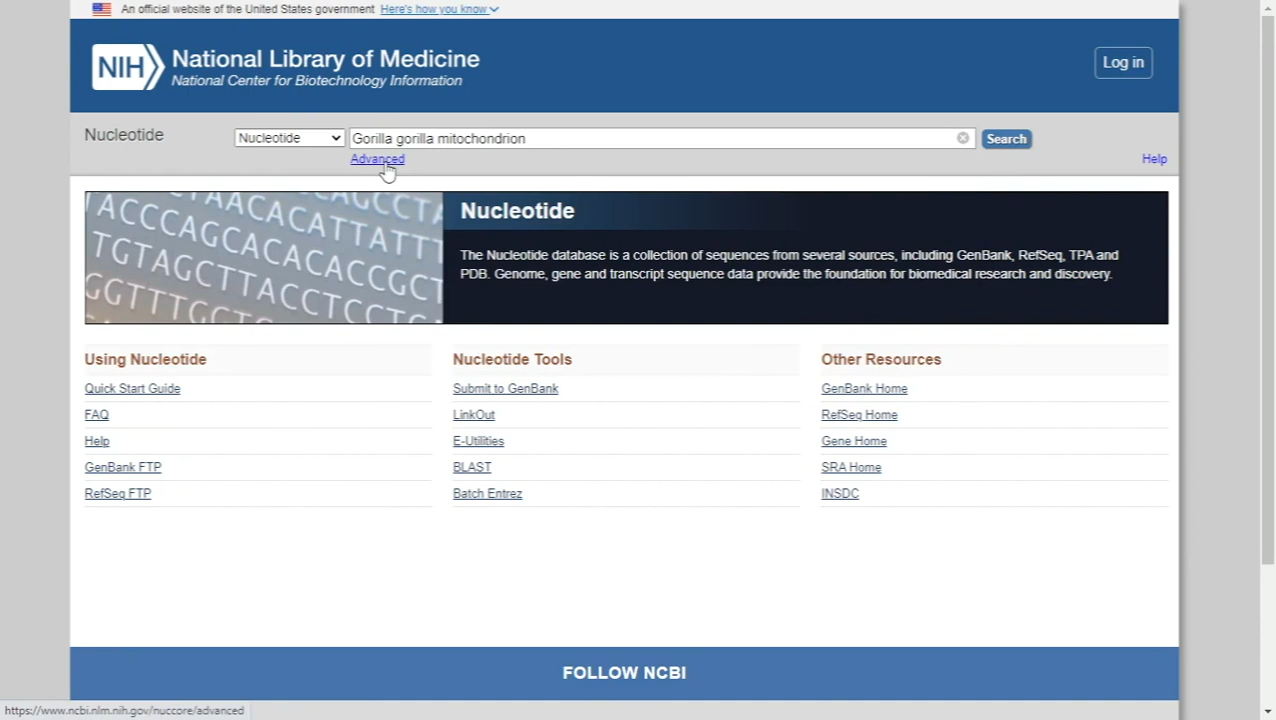 An official website of the United States government Here's how you know
NIH National Library of Medicine
National Center for Biotechnology Information
Log in
Nucleotide Nucleotide Gorilla gorilla mitochondrion Search
Advanced Help
Nucleotide
The Nucleotide database is a collection of sequences from several sources, including GenBank, RefSeq, TPA and
PDB. Genome, gene and transcript sequence data provide the foundation for biomedical research and discovery.
ACCCAGCACACATTATTT
TGTAGCTTACACACCGCT
Using Nucleotide
Quick Start Guide
FAQ
Help
GenBank FTP
RefSeq FTP
Nucleotide Tools
Submit to GenBank
LinkOut
E-Utilities
BLAST
Batch Entrez
Other Resources
GenBank Home
RefSeq Home
Gene Home
SRA Home
INSDC
FOLLOW NCBI
https://www.ncbi.nlm.nih.gov/nuccore/advanced